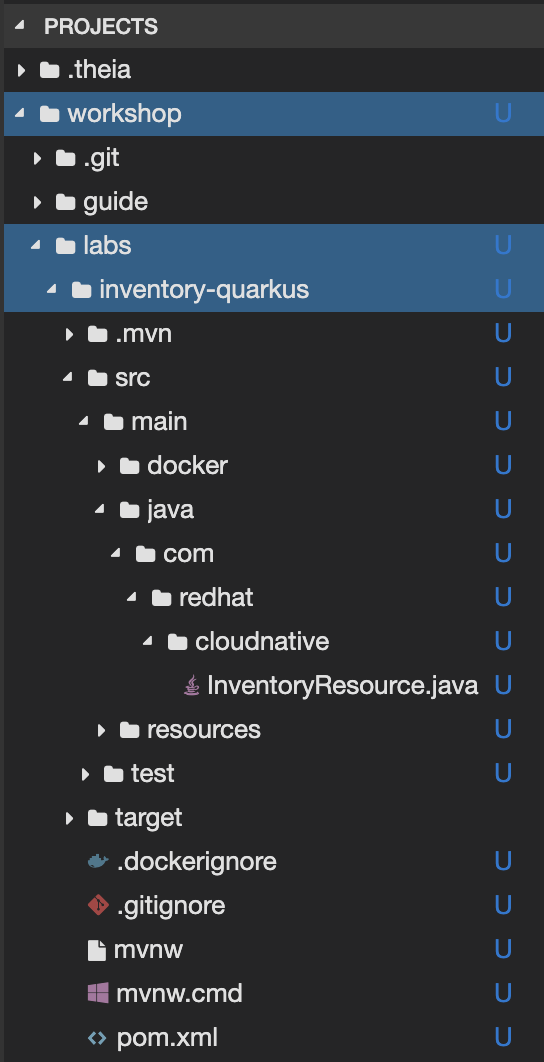 PROJECTS
.theia
workshop U
.git
guide
labs U
inventory-quarkus U
.mvn U
src U
main U
docker U
java U
com U
redhat U
cloudnative U
InventoryResource.java U
resources U
test U
target
.dockerignore U
.gitignore U
mvnw U
mvnw.cmd U
pom.xml U